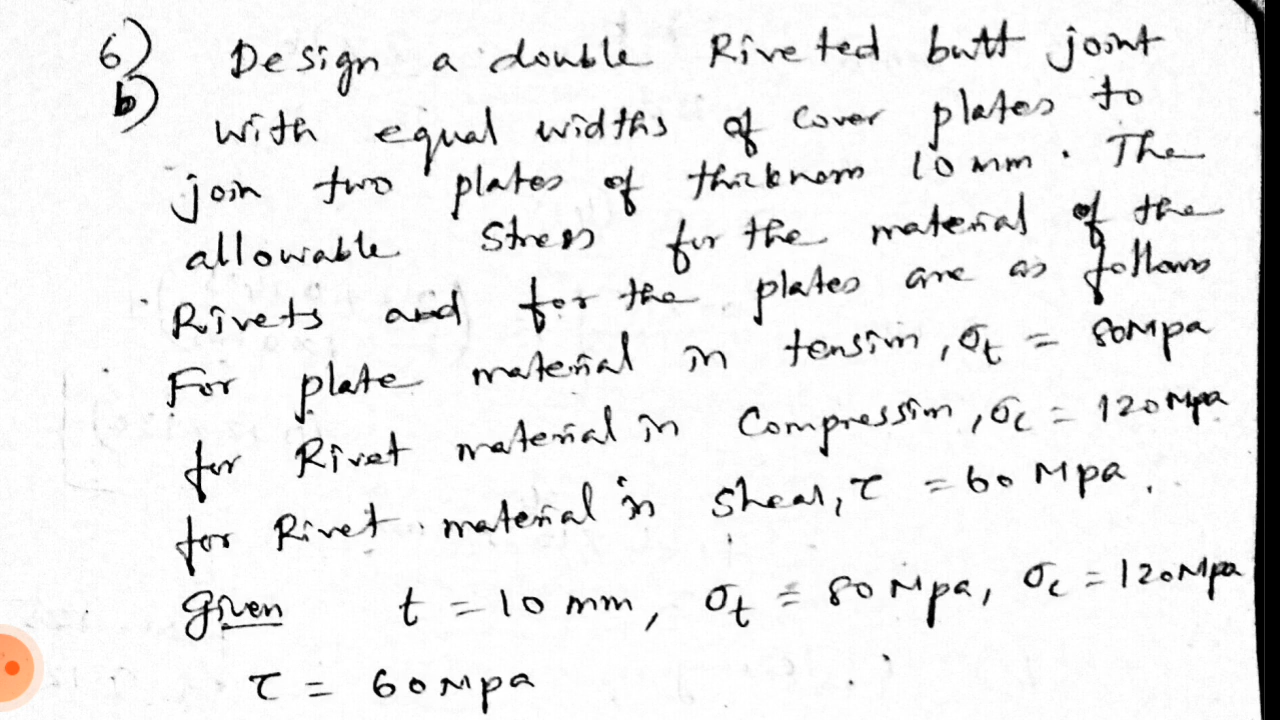 6) Design a double Riveted butt joint
b) with equal widths of Cover plates to
join two plates of thickness 10 mm. The
allowable Stress for the material of the
Rivets and for the plates are as follows
For plate material in tension, σt = 80Mpa
for Rivet material in Compression, σc = 120 Mpa
for Rivet material in Shear, τ = 60 Mpa.
Given t = 10 mm, σt = 80 Mpa, σc = 120Mpa
τ = 60Mpa